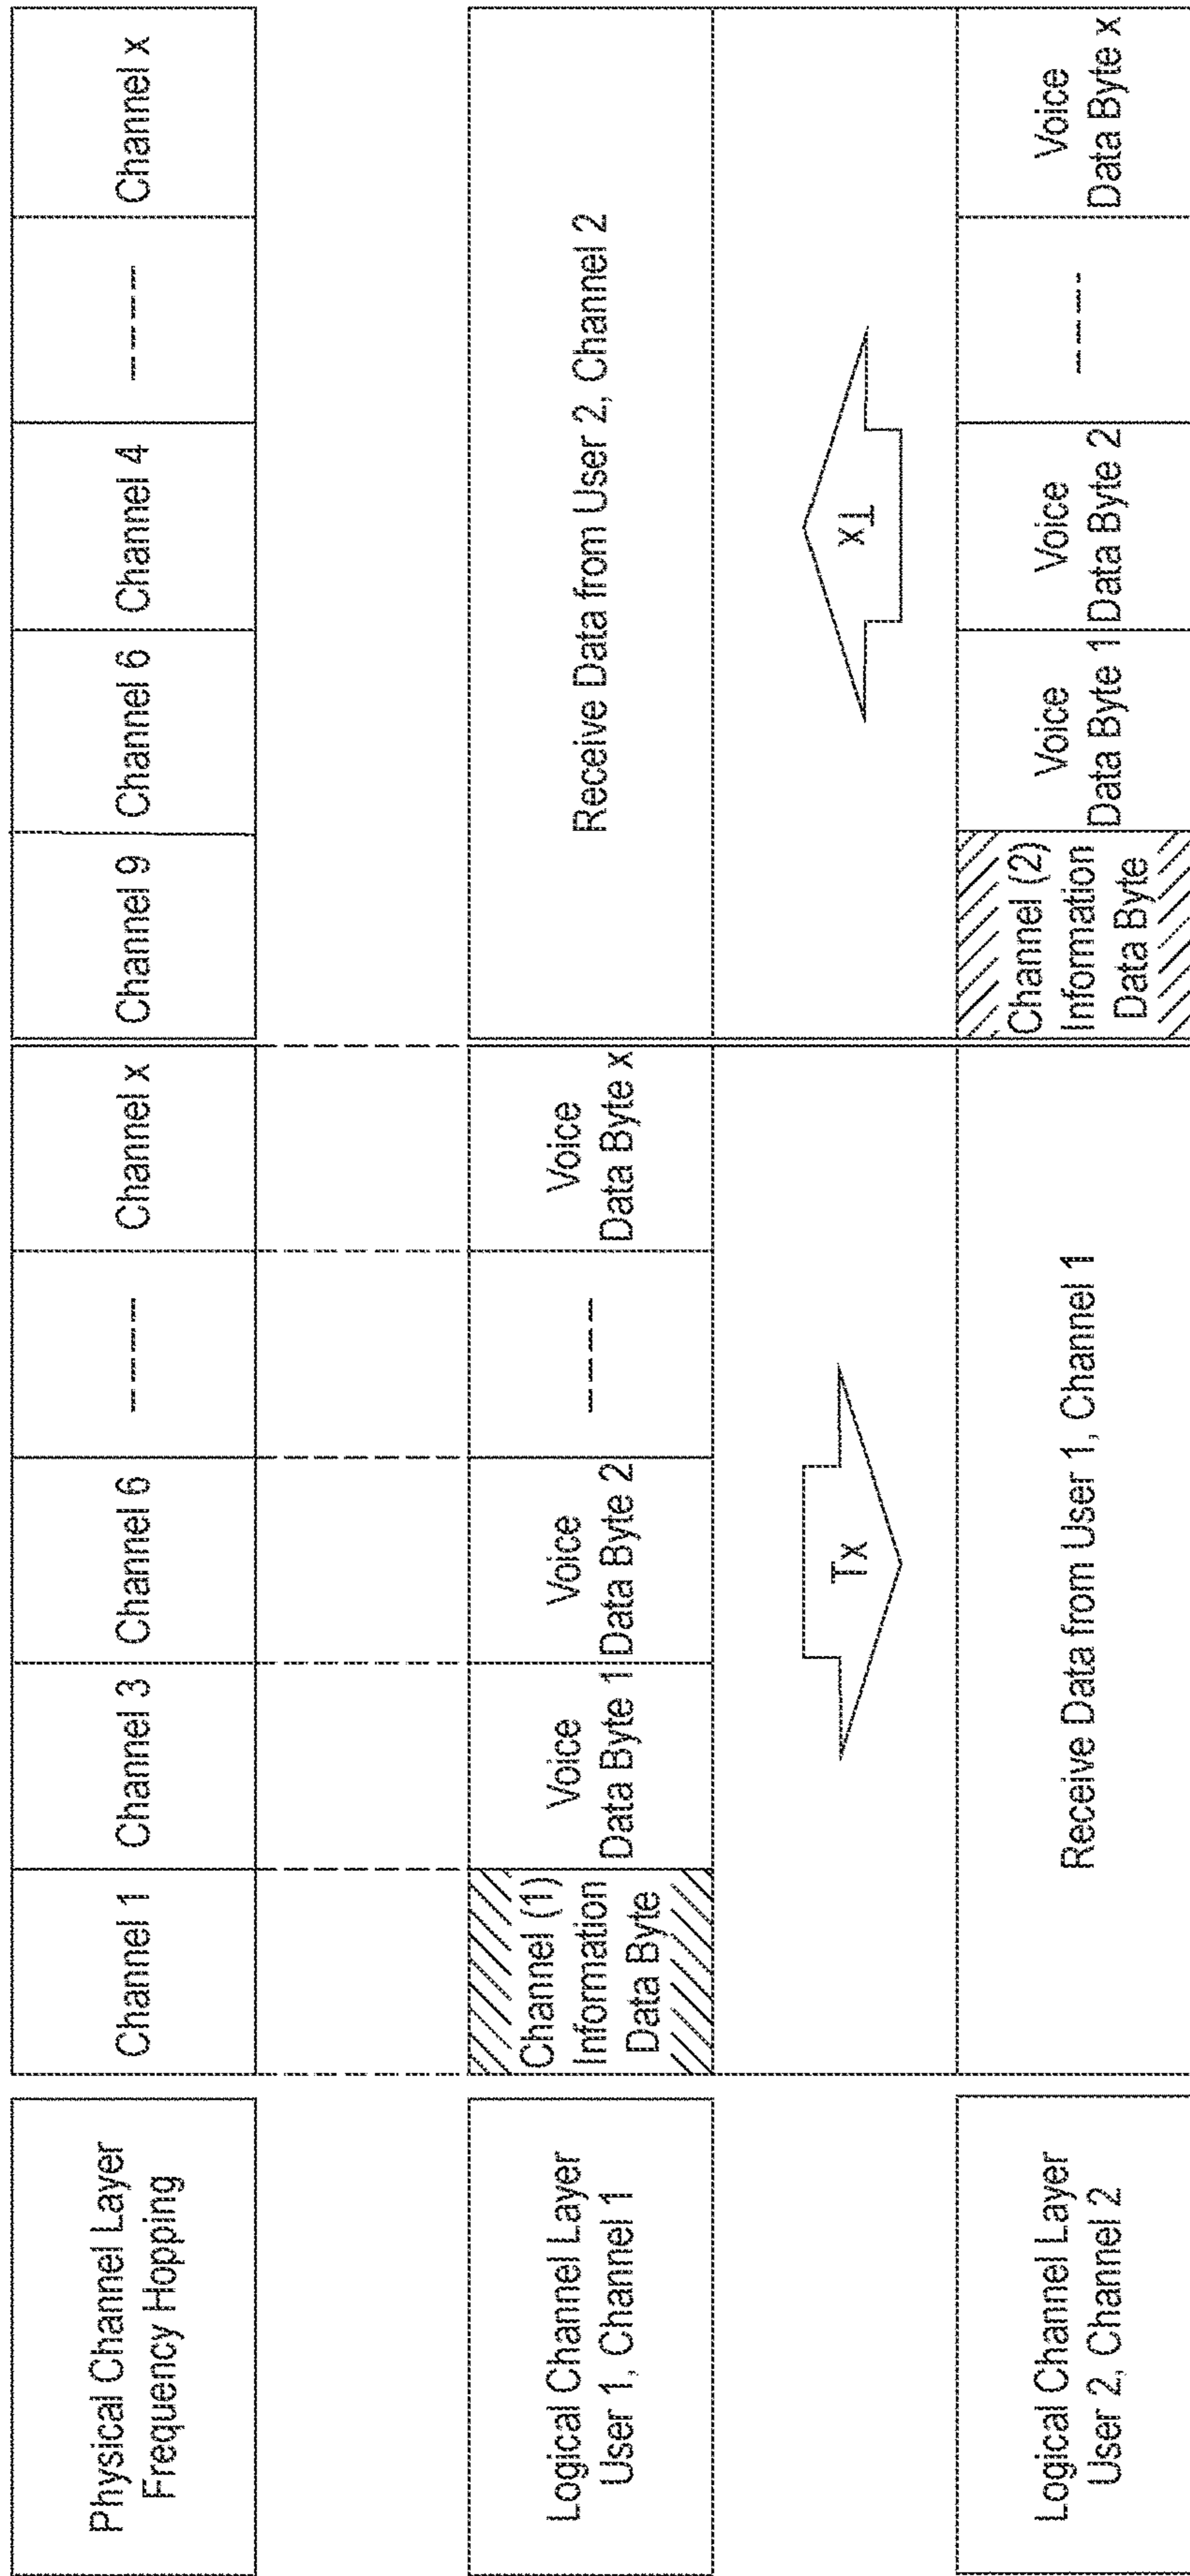 Physical Channel Layer
Frequency Hopping
Channel 1
Channel 3
Channel 6
----
Channel x
Channel 9
Channel 6
Channel 4
----
Channel x
Logical Channel Layer
User 1, Channel 1
Channel (1)
Information
Data Byte
Voice
Data Byte 1
Voice
Data Byte 2
----
Voice
Data Byte x
Receive Data from User 2, Channel 2
Tx
Tx
Logical Channel Layer
User 2, Channel 2
Receive Data from User 1, Channel 1
Channel (2)
Information
Data Byte
Voice
Data Byte 1
Voice
Data Byte 2
----
Voice
Data Byte x